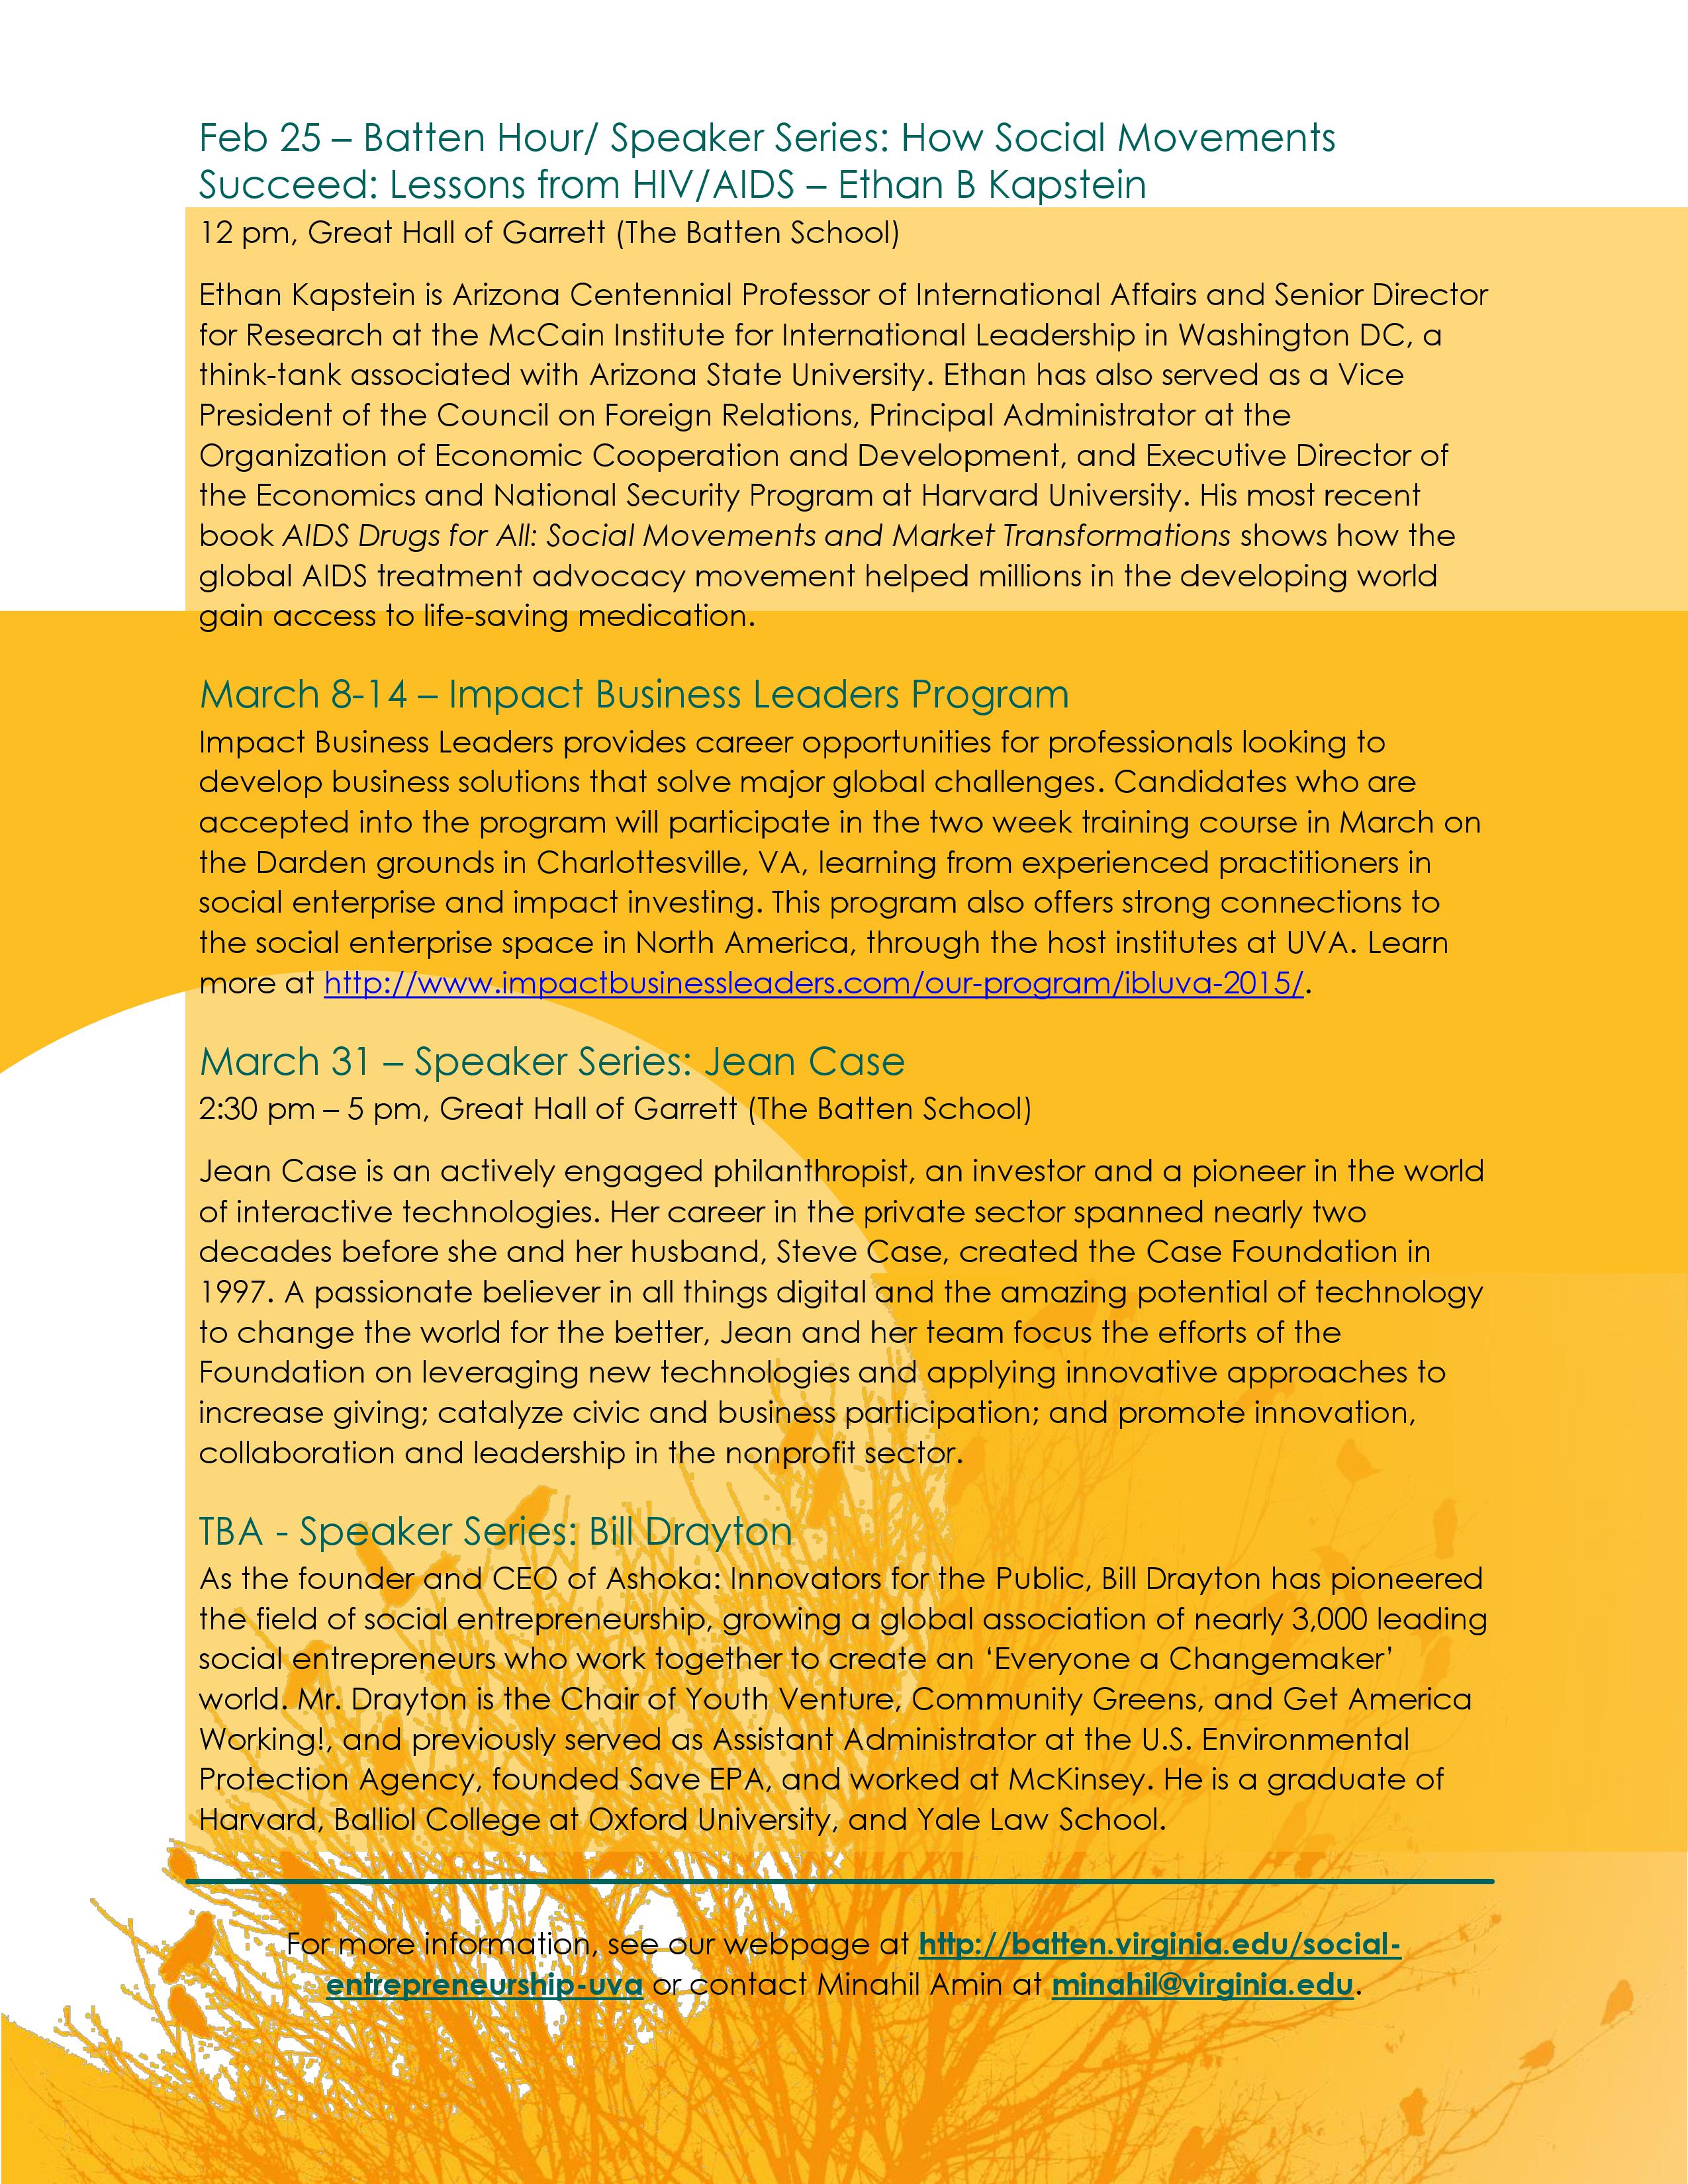 Feb 25 – Batten Hour/ Speaker Series: How Social Movements
Succeed: Lessons from HIV/AIDS – Ethan B Kapstein
12 pm, Great Hall of Garrett (The Batten School)
Ethan Kapstein is Arizona Centennial Professor of International Affairs and Senior Director
for Research at the McCain Institute for International Leadership in Washington DC, a
think-tank associated with Arizona State University. Ethan has also served as a Vice
President of the Council on Foreign Relations, Principal Administrator at the
Organization of Economic Cooperation and Development, and Executive Director of
the Economics and National Security Program at Harvard University. His most recent
book AIDS Drugs for All: Social Movements and Market Transformations shows how the
global AIDS treatment advocacy movement helped millions in the developing world
gain access to life-saving medication.
March 8-14 – Impact Business Leaders Program
Impact Business Leaders provides career opportunities for professionals looking to
develop business solutions that solve major global challenges. Candidates who are
accepted into the program will participate in the two week training course in March on
the Darden grounds in Charlottesville, VA, learning from experienced practitioners in
social enterprise and impact investing. This program also offers strong connections to
the social enterprise space in North America, through the host institutes at UVA. Learn
more at http://www.impactbusinessleaders.com/our-program/ibluva-2015/.
March 31 – Speaker Series: Jean Case
2:30 pm – 5 pm, Great Hall of Garrett (The Batten School)
Jean Case is an actively engaged philanthropist, an investor and a pioneer in the world
of interactive technologies. Her career in the private sector spanned nearly two
decades before she and her husband, Steve Case, created the Case Foundation in
1997. A passionate believer in all things digital and the amazing potential of technology
to change the world for the better, Jean and her team focus the efforts of the
Foundation on leveraging new technologies and applying innovative approaches to
increase giving; catalyze civic and business participation; and promote innovation,
collaboration and leadership in the nonprofit sector.
TBA - Speaker Series: Bill Drayton
As the founder and CEO of Ashoka: Innovators for the Public, Bill Drayton has pioneered
the field of social entrepreneurship, growing a global association of nearly 3,000 leading
social entrepreneurs who work together to create an ‘Everyone a Changemaker’
world. Mr. Drayton is the Chair of Youth Venture, Community Greens, and Get America
Working!, and previously served as Assistant Administrator at the U.S. Environmental
Protection Agency, founded Save EPA, and worked at McKinsey. He is a graduate of
Harvard, Balliol College at Oxford University, and Yale Law School.
For more information, see our webpage at http://batten.virginia.edu/social-
entrepreneurship-uva or contact Minahil Amin at minahil@virginia.edu.